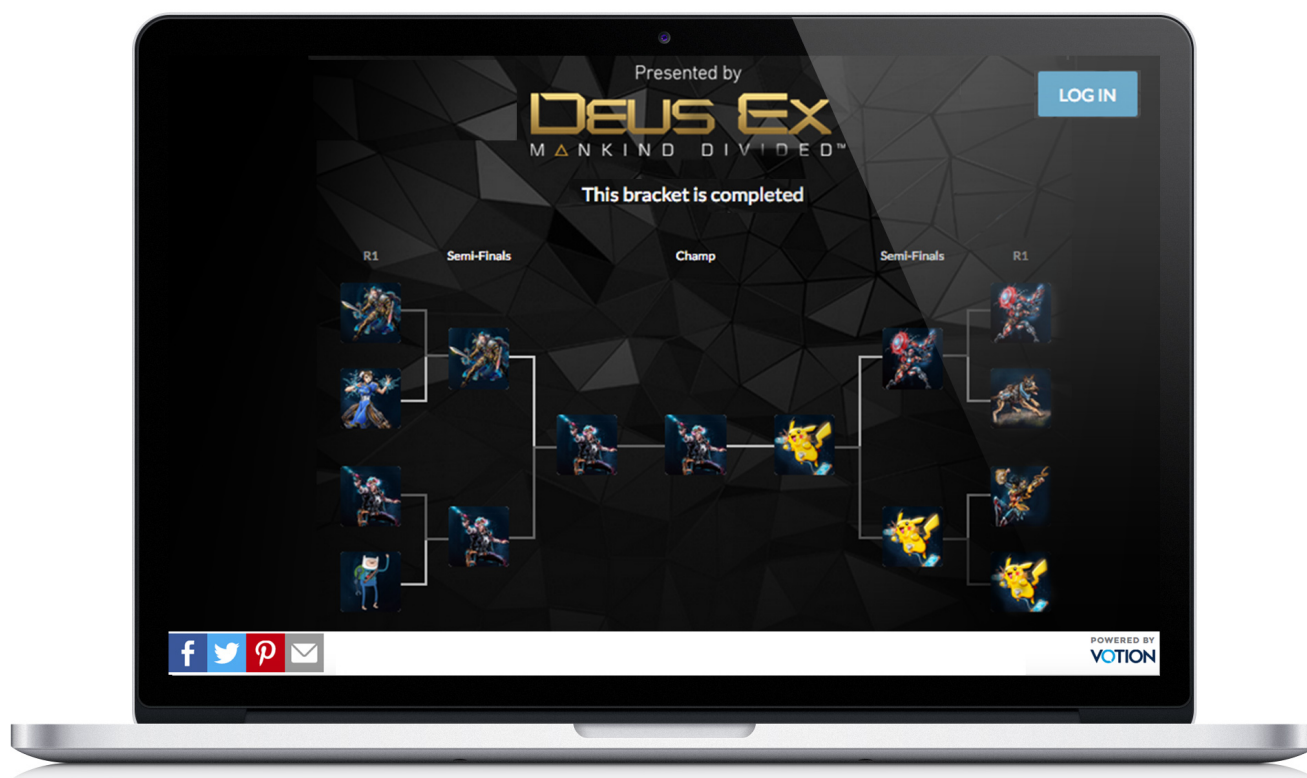 Presented by
LOG IN
DEUS EX
MANKIND DIVIDED™
This bracket is completed
R1
Semi-Finals
Champ
Semi-Finals
R1
f
POWERED BY
VOTION